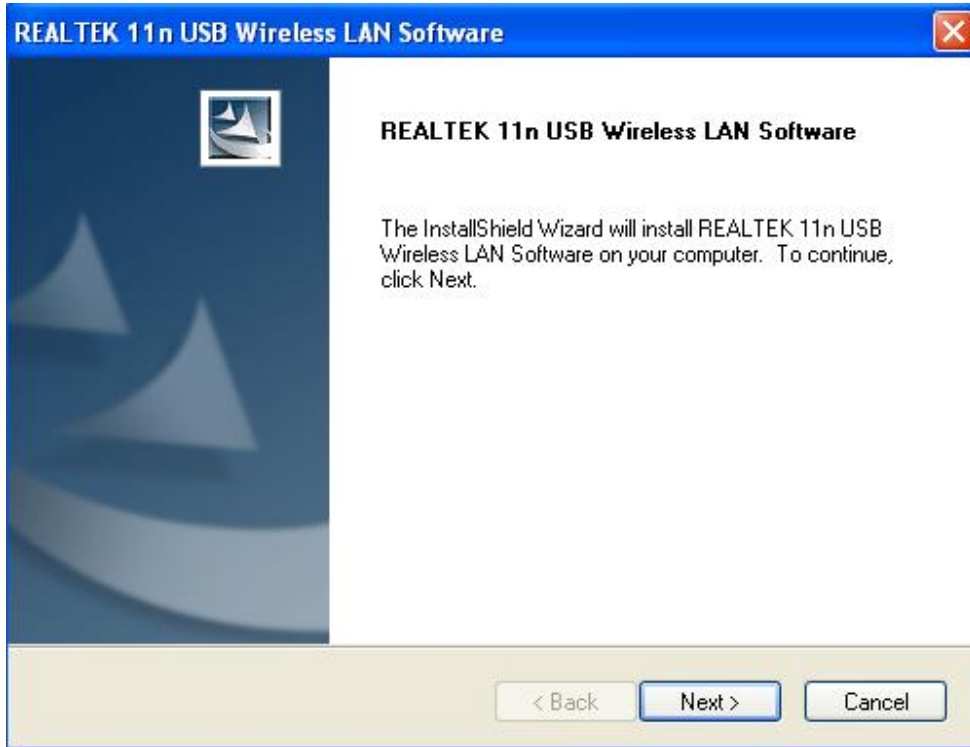 REALTEK 11n USB Wireless LAN Software
REALTEK 11n USB Wireless LAN Software
The InstallShield Wizard will install REALTEK 11n USB
Wireless LAN Software on your computer.  To continue,
click Next.
< Back
Next >
Cancel